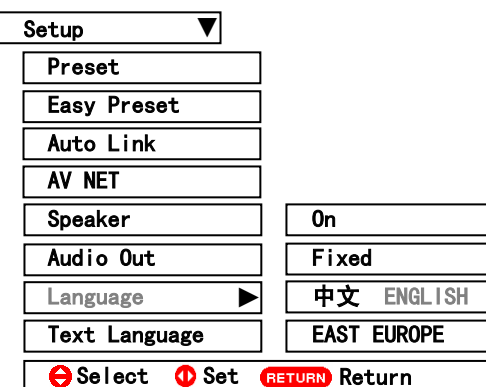 Setup ▼
Preset
Easy Preset
Auto Link
AV NET
Speaker On
Audio Out Fixed
Language ▶ 中文 ENGLISH
Text Language EAST EUROPE
Select Set RETURN Return